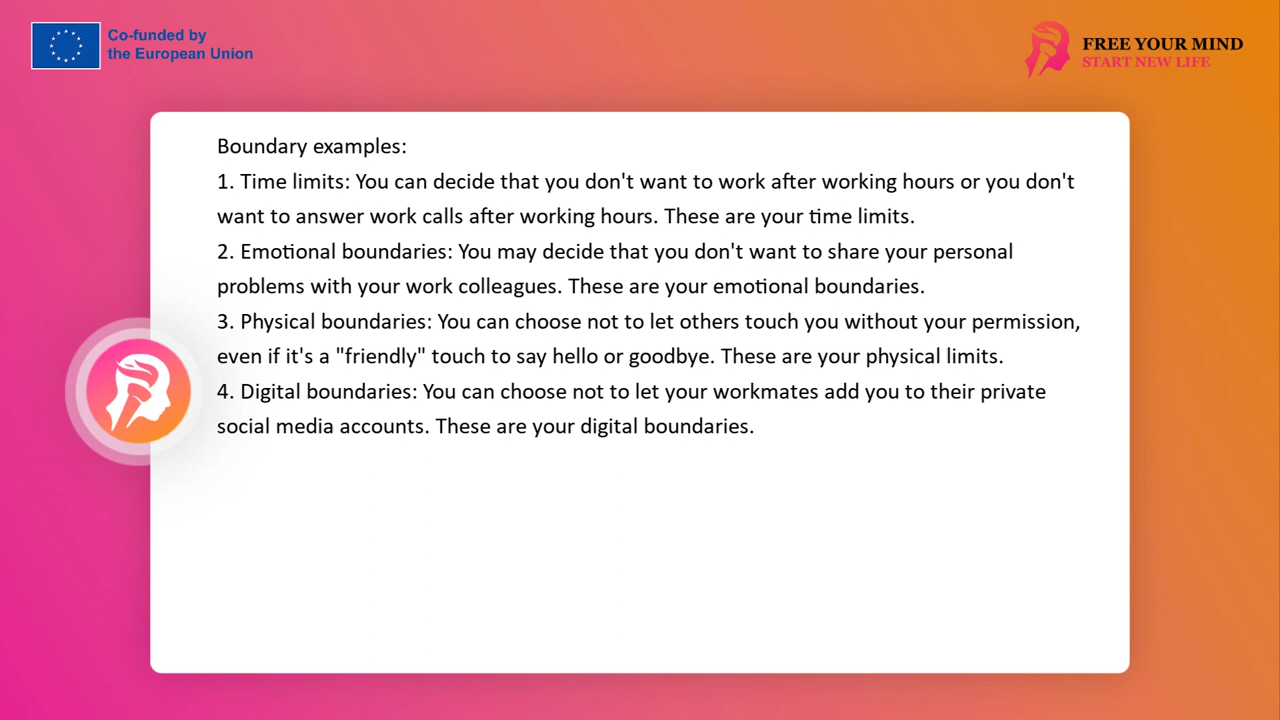 Co-funded by
the European Union
FREE YOUR MIND
START NEW LIFE
Boundary examples:
1. Time limits: You can decide that you don't want to work after working hours or you don't
want to answer work calls after working hours. These are your time limits.
2. Emotional boundaries: You may decide that you don't want to share your personal
problems with your work colleagues. These are your emotional boundaries.
3. Physical boundaries: You can choose not to let others touch you without your permission,
even if it's a "friendly" touch to say hello or goodbye. These are your physical limits.
4. Digital boundaries: You can choose not to let your workmates add you to their private
social media accounts. These are your digital boundaries.